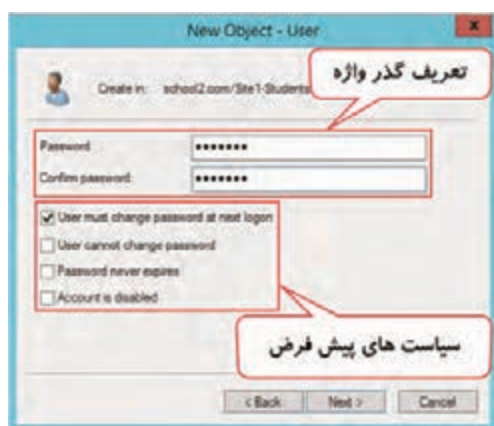 New Object - User
تعریف گذر واژه
Create in: school2.com/Site1-Students
Password
•••••••
Confirm password:
•••••••
User must change password at next logon
User cannot change password
Password never expires
Account is disabled
سیاست های پیش فرض
< Back
Next >
Cancel